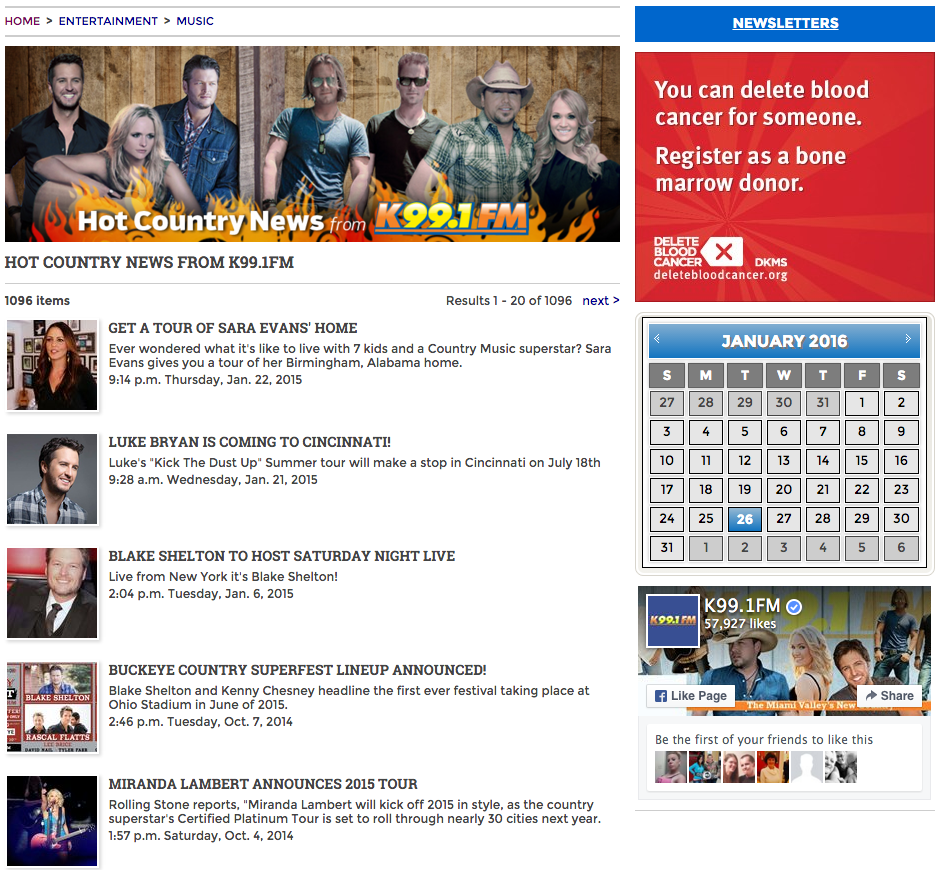 HOME > ENTERTAINMENT > MUSIC
Hot Country News from K99.1FM
HOT COUNTRY NEWS FROM K99.1FM
1096 items
Results 1 - 20 of 1096 next >
GET A TOUR OF SARA EVANS' HOME
Ever wondered what it's like to live with 7 kids and a Country Music superstar? Sara
Evans gives you a tour of her Birmingham, Alabama home.
9:14 p.m. Thursday, Jan. 22, 2015
LUKE BRYAN IS COMING TO CINCINNATI!
Luke's "Kick The Dust Up" Summer tour will make a stop in Cincinnati on July 18th
9:28 a.m. Wednesday, Jan. 21, 2015
BLAKE SHELTON TO HOST SATURDAY NIGHT LIVE
Live from New York it's Blake Shelton!
2:04 p.m. Tuesday, Jan. 6, 2015
BLAKE SHELTON
RASCAL FLATTS
LEE BRICE
DAVID NAIL TYLER FARR
BUCKEYE COUNTRY SUPERFEST LINEUP ANNOUNCED!
Blake Shelton and Kenny Chesney headline the first ever festival taking place at
Ohio Stadium in June of 2015.
2:46 p.m. Tuesday, Oct. 7, 2014
MIRANDA LAMBERT ANNOUNCES 2015 TOUR
Rolling Stone reports, "Miranda Lambert will kick off 2015 in style, as the country
superstar's Certified Platinum Tour is set to roll through nearly 30 cities next year.
1:57 p.m. Saturday, Oct. 4, 2014
NEWSLETTERS
You can delete blood
cancer for someone.
Register as a bone
marrow donor.
DELETE
BLOOD
CANCER
DKMS
deletebloodcancer.org
JANUARY 2016
S M T W T F S
27 28 29 30 31 1 2
3 4 5 6 7 8 9
10 11 12 13 14 15 16
17 18 19 20 21 22 23
24 25 26 27 28 29 30
31 1 2 3 4 5 6
K99.1FM
K99.1FM
57,927 likes
Like Page
Share
The Miami Valley's New
Be the first of your friends to like this